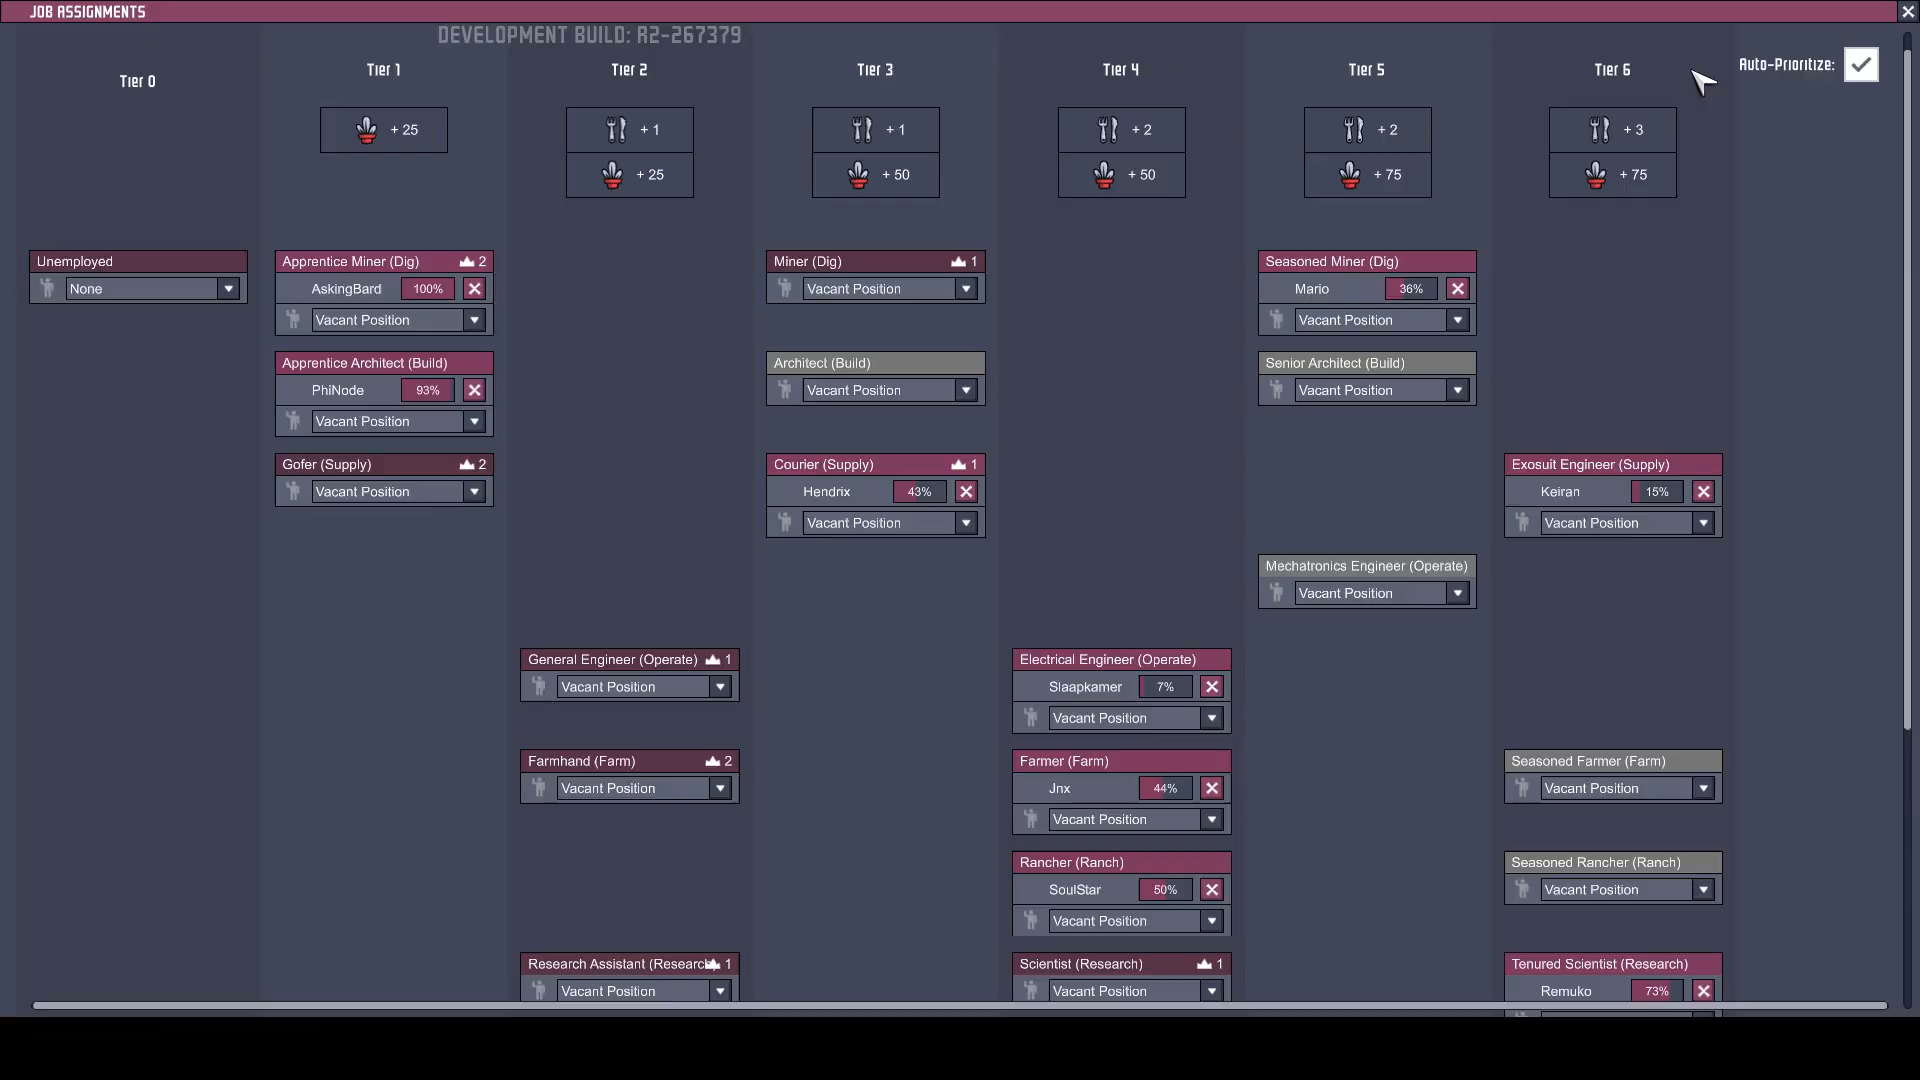 JOB ASSIGNMENTS
DEVELOPMENT BUILD: R2-267379
Tier 0
Tier 1
Tier 2
Tier 3
Tier 4
Tier 5
Tier 6
Auto-Prioritize:
+ 25
+ 1
+ 1
+ 2
+ 2
+ 3
+ 25
+ 50
+ 50
+ 75
+ 75
Unemployed
None
Apprentice Miner (Dig) 2
AskingBard 100%
Vacant Position
Miner (Dig) 1
Vacant Position
Seasoned Miner (Dig)
Mario 36%
Vacant Position
Apprentice Architect (Build)
PhiNode 93%
Vacant Position
Architect (Build)
Vacant Position
Senior Architect (Build)
Vacant Position
Gofer (Supply) 2
Vacant Position
Courier (Supply) 1
Hendrix 43%
Vacant Position
Exosuit Engineer (Supply)
Keiran 15%
Vacant Position
Mechatronics Engineer (Operate)
Vacant Position
General Engineer (Operate) 1
Vacant Position
Electrical Engineer (Operate)
Slaapkamer 7%
Vacant Position
Farmhand (Farm) 2
Vacant Position
Farmer (Farm)
Jnx 44%
Vacant Position
Seasoned Farmer (Farm)
Vacant Position
Rancher (Ranch)
SoulStar 50%
Vacant Position
Seasoned Rancher (Ranch)
Vacant Position
Research Assistant (Research 1
Vacant Position
Scientist (Research) 1
Vacant Position
Tenured Scientist (Research)
Remuko 73%